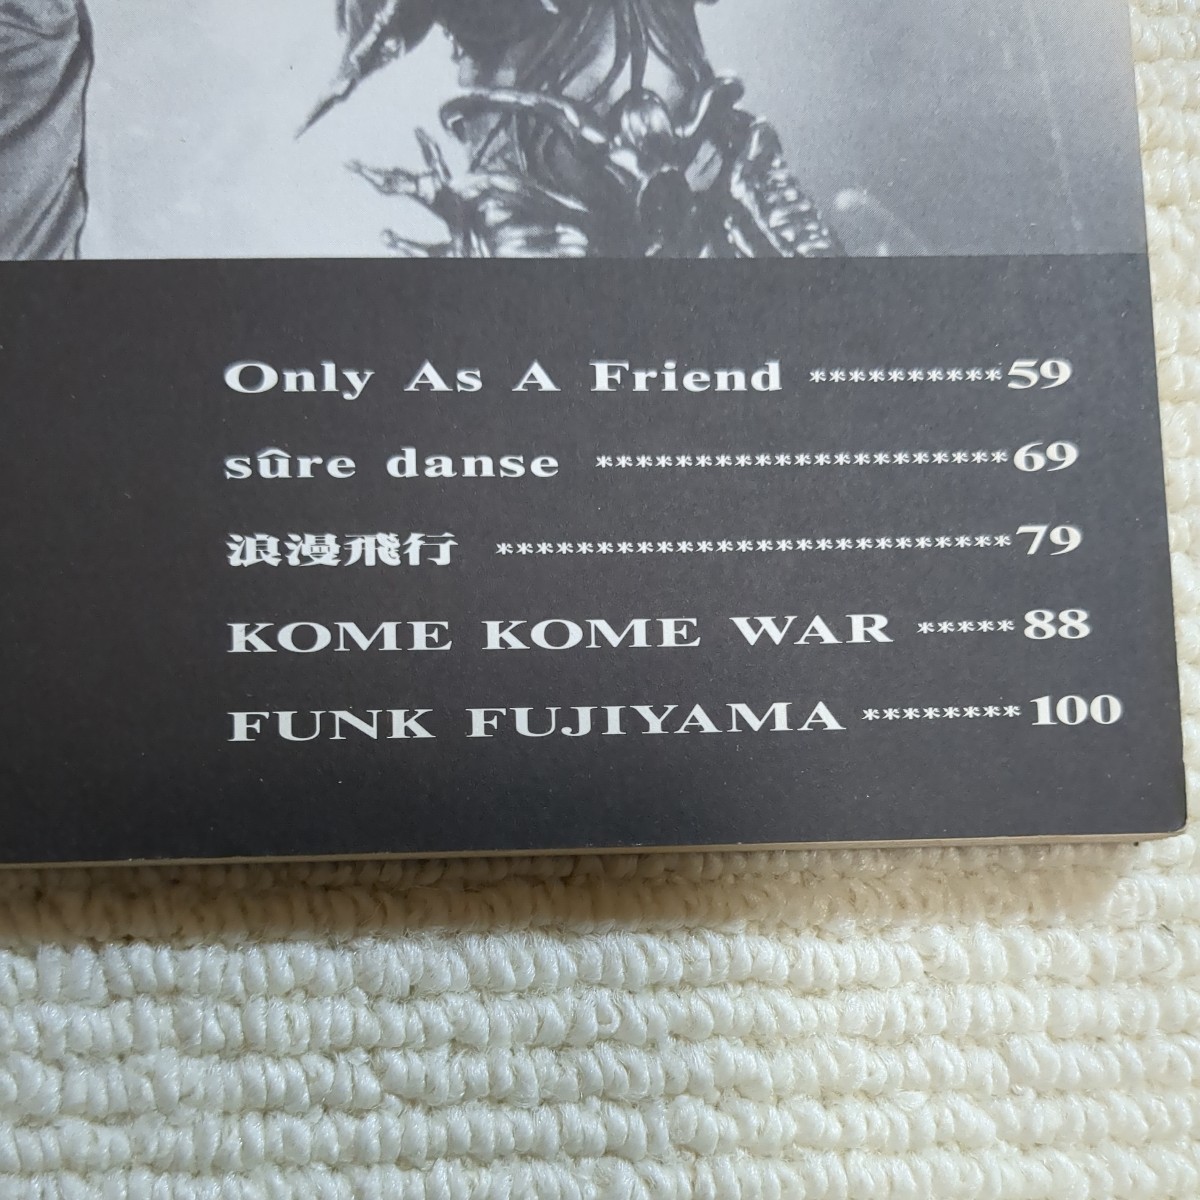 Only As A Friend **********59
sûre danse *********************69
浪漫飛行 **************************79
KOME KOME WAR *****88
FUNK FUJIYAMA ********100